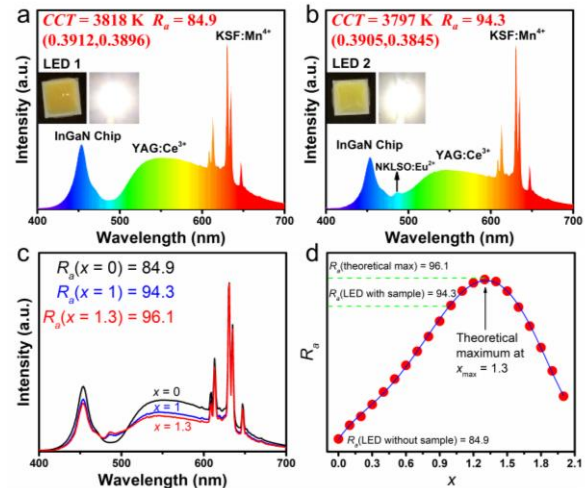 a
CCT = 3818 K R_a = 84.9
(0.3912,0.3896)
KSF:Mn⁴⁺
LED 1
InGaN Chip
YAG:Ce³⁺
Intensity (a.u.)
400 500 600 700
Wavelength (nm)
b
CCT = 3797 K R_a = 94.3
(0.3905,0.3845)
KSF:Mn⁴⁺
LED 2
InGaN Chip
YAG:Ce³⁺
NKLSO:Eu²⁺
Intensity (a.u.)
400 500 600 700
Wavelength (nm)
c
R_a(x = 0) = 84.9
R_a(x = 1) = 94.3
R_a(x = 1.3) = 96.1
x = 0
x = 1
x = 1.3
Intensity (a.u.)
400 500 600 700
Wavelength (nm)
d
R_a(theoretical max) = 96.1
R_a(LED with sample) = 94.3
Theoretical
maximum at
x_max = 1.3
R_a(LED without sample) = 84.9
R_a
0.0 0.3 0.6 0.9 1.2 1.5 1.8 2.1
x